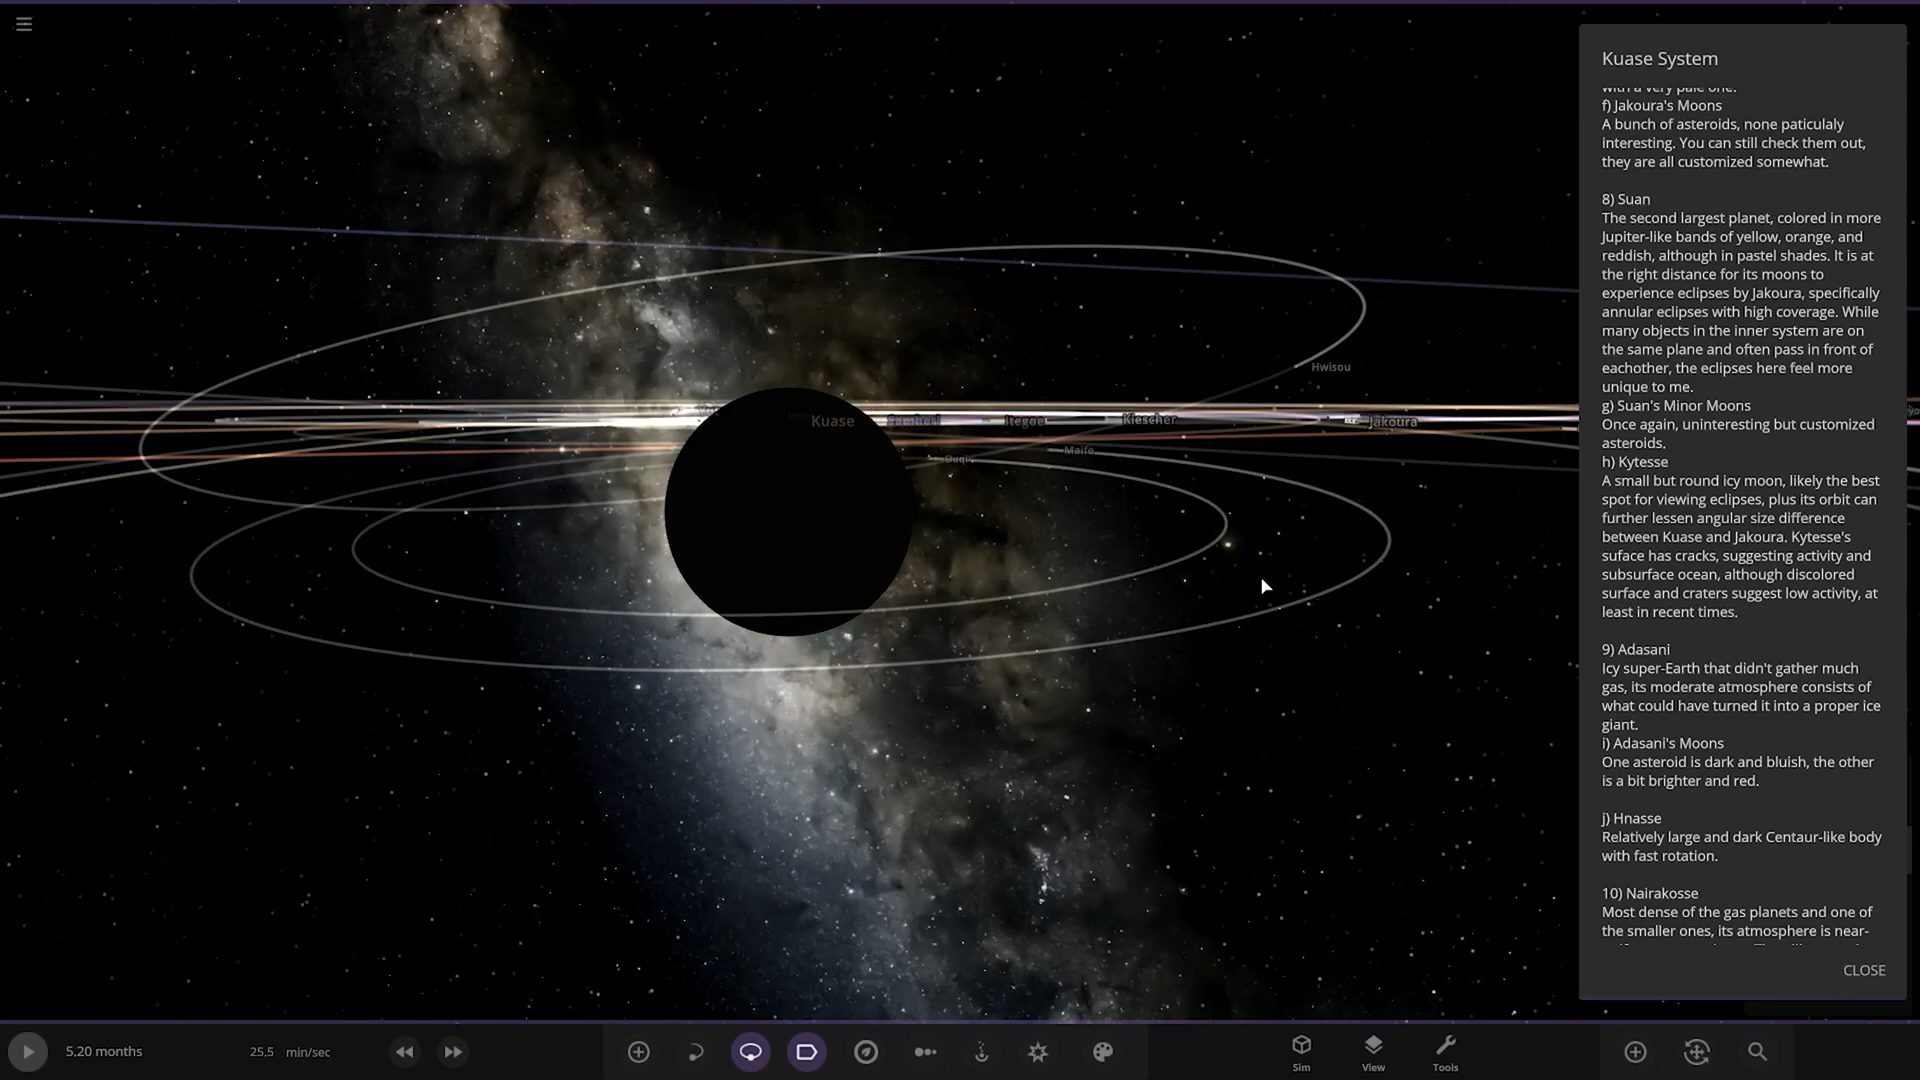 Kuase System
with a very pale one.
f) Jakoura's Moons
A bunch of asteroids, none paticulaly
interesting. You can still check them out,
they are all customized somewhat.
8) Suan
The second largest planet, colored in more
Jupiter-like bands of yellow, orange, and
reddish, although in pastel shades. It is at
the right distance for its moons to
experience eclipses by Jakoura, specifically
annular eclipses with high coverage. While
many objects in the inner system are on
the same plane and often pass in front of
eachother, the eclipses here feel more
unique to me.
g) Suan's Minor Moons
Once again, uninteresting but customized
asteroids,
h) Kytesse
A small but round icy moon, likely the best
spot for viewing eclipses, plus its orbit can
further lessen angular size difference
between Kuase and Jakoura. Kytesse's
suface has cracks, suggesting activity and
subsurface ocean, although discolored
surface and craters suggest low activity, at
least in recent times.
9) Adasani
Icy super-Earth that didn't gather much
gas, its moderate atmosphere consists of
what could have turned it into a proper ice
giant.
i) Adasani's Moons
One asteroid is dark and bluish, the other
is a bit brighter and red.
j) Hnasse
Relatively large and dark Centaur-like body
with fast rotation.
10) Nairakosse
Most dense of the gas planets and one of
the smaller ones, its atmosphere is near-
CLOSE
Hwisou
Kuase
Itegoe
Klescher
Jakoura
Maife
Ouqi
5.20 months
25.5 min/sec
Sim
View
Tools